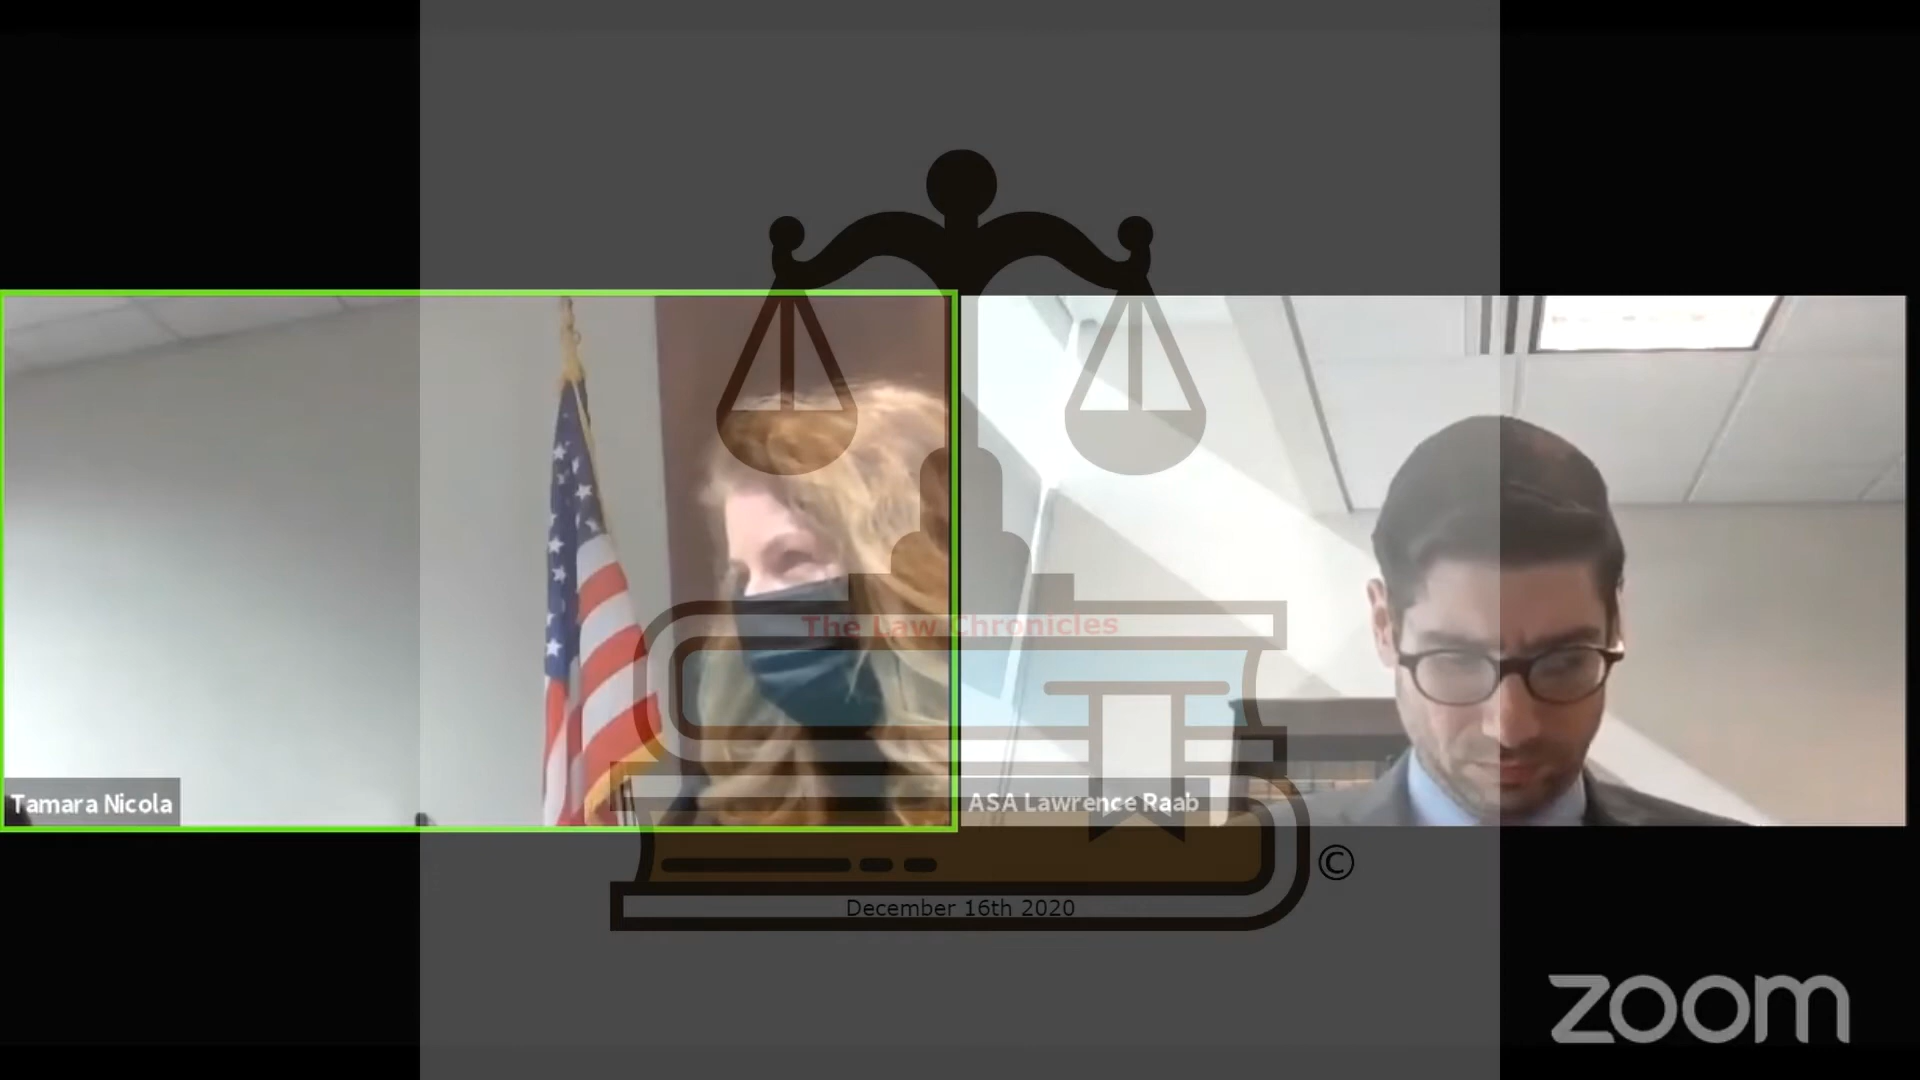 The Law Chronicles
Tamara Nicola
ASA Lawrence Raab
©
December 16th 2020
zoom